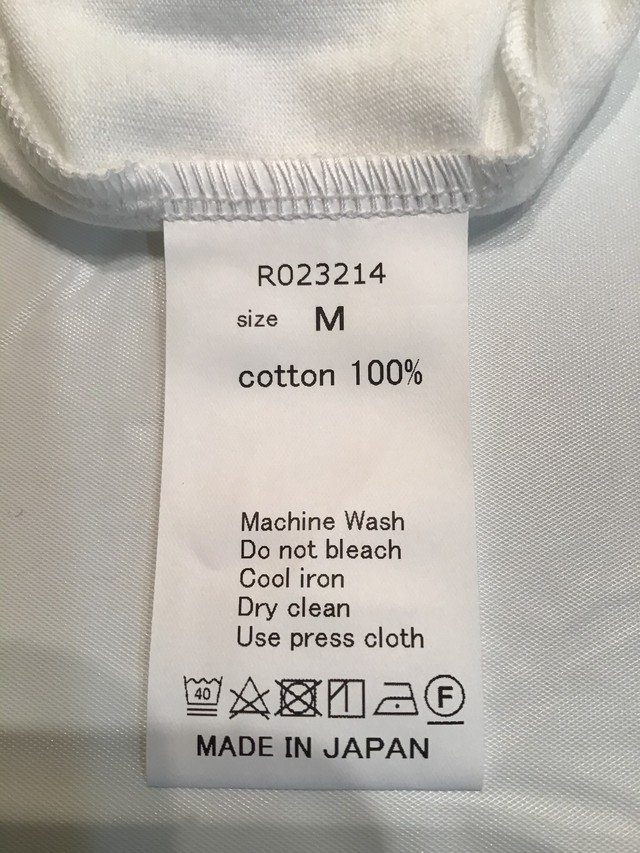 R023214
size M
cotton 100%
Machine Wash
Do not bleach
Cool iron
Dry clean
Use press cloth
40 F
MADE IN JAPAN